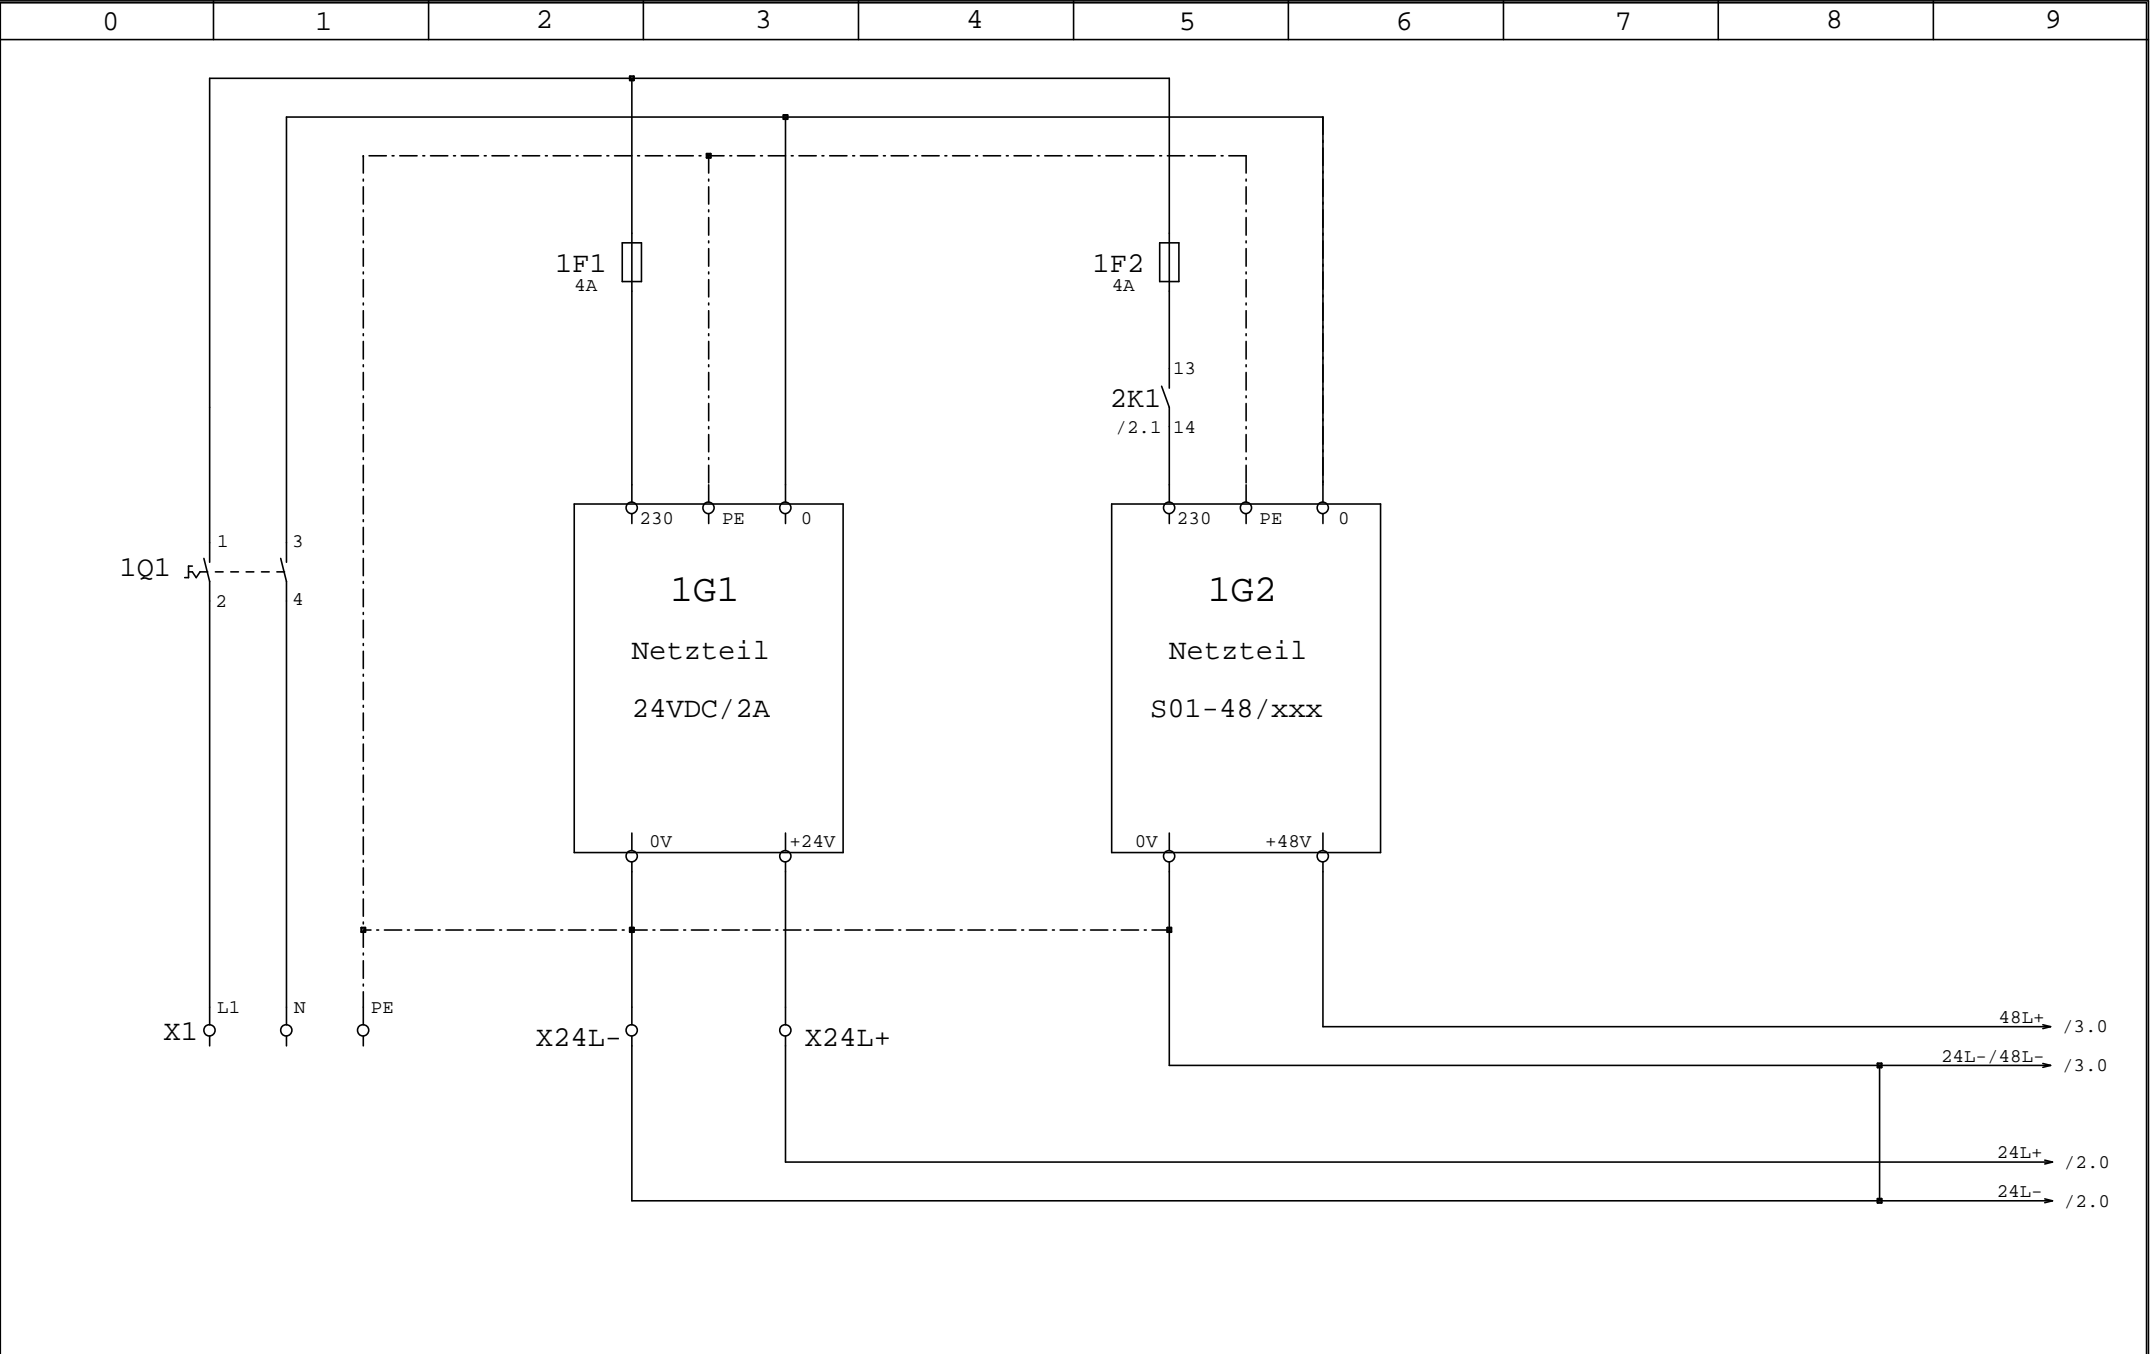 0 1 2 3 4 5 6 7 8 9
1F1
4A
1F2
4A
13
2K1
/2.1 14
230 PE 0
230 PE 0
1 3
1Q1
2 4
1G1
Netzteil
24VDC/2A
0V +24V
1G2
Netzteil
S01-48/xxx
0V +48V
L1 N PE
X1
X24L- X24L+
48L+ /3.0
24L-/48L- /3.0
24L+ /2.0
24L- /2.0